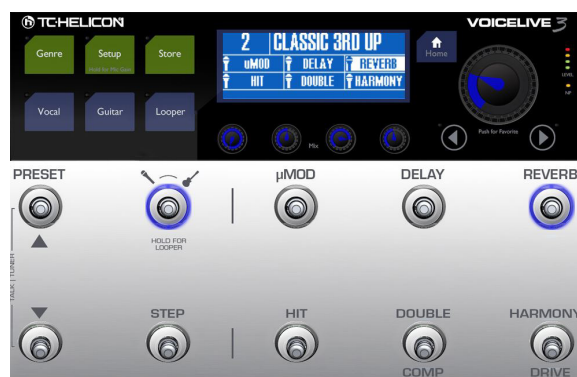 TC·HELICON
VOICELIVE 3
Genre
Setup
Hold for Mic Gain
Store
2 CLASSIC 3RD UP
uMOD DELAY REVERB
HIT DOUBLE HARMONY
Home
LEVEL
Vocal
Guitar
Looper
Mix
Push for Favorite
PRESET
µMOD
DELAY
REVERB
HOLD FOR
LOOPER
TALK | TUNER
STEP
HIT
DOUBLE
HARMONY
COMP
DRIVE